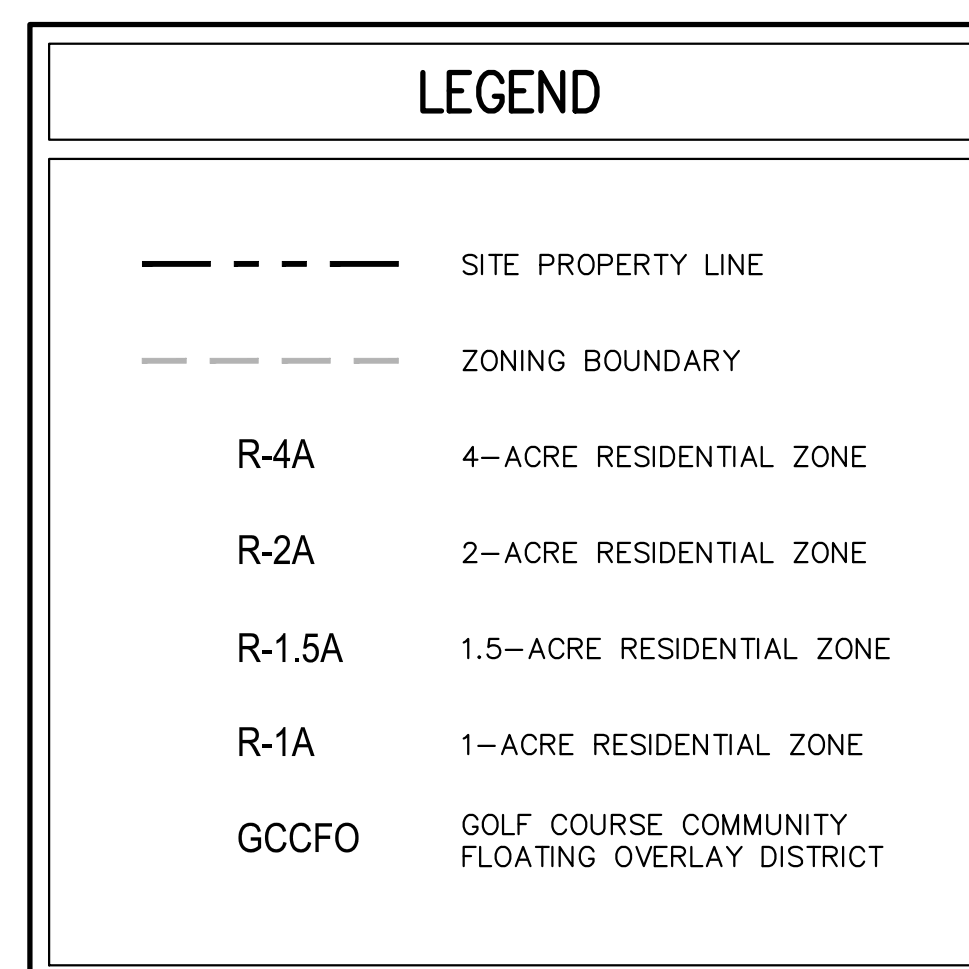 LEGEND
SITE PROPERTY LINE
ZONING BOUNDARY
R-4A 4-ACRE RESIDENTIAL ZONE
R-2A 2-ACRE RESIDENTIAL ZONE
R-1.5A 1.5-ACRE RESIDENTIAL ZONE
R-1A 1-ACRE RESIDENTIAL ZONE
GCCFO GOLF COURSE COMMUNITY
FLOATING OVERLAY DISTRICT